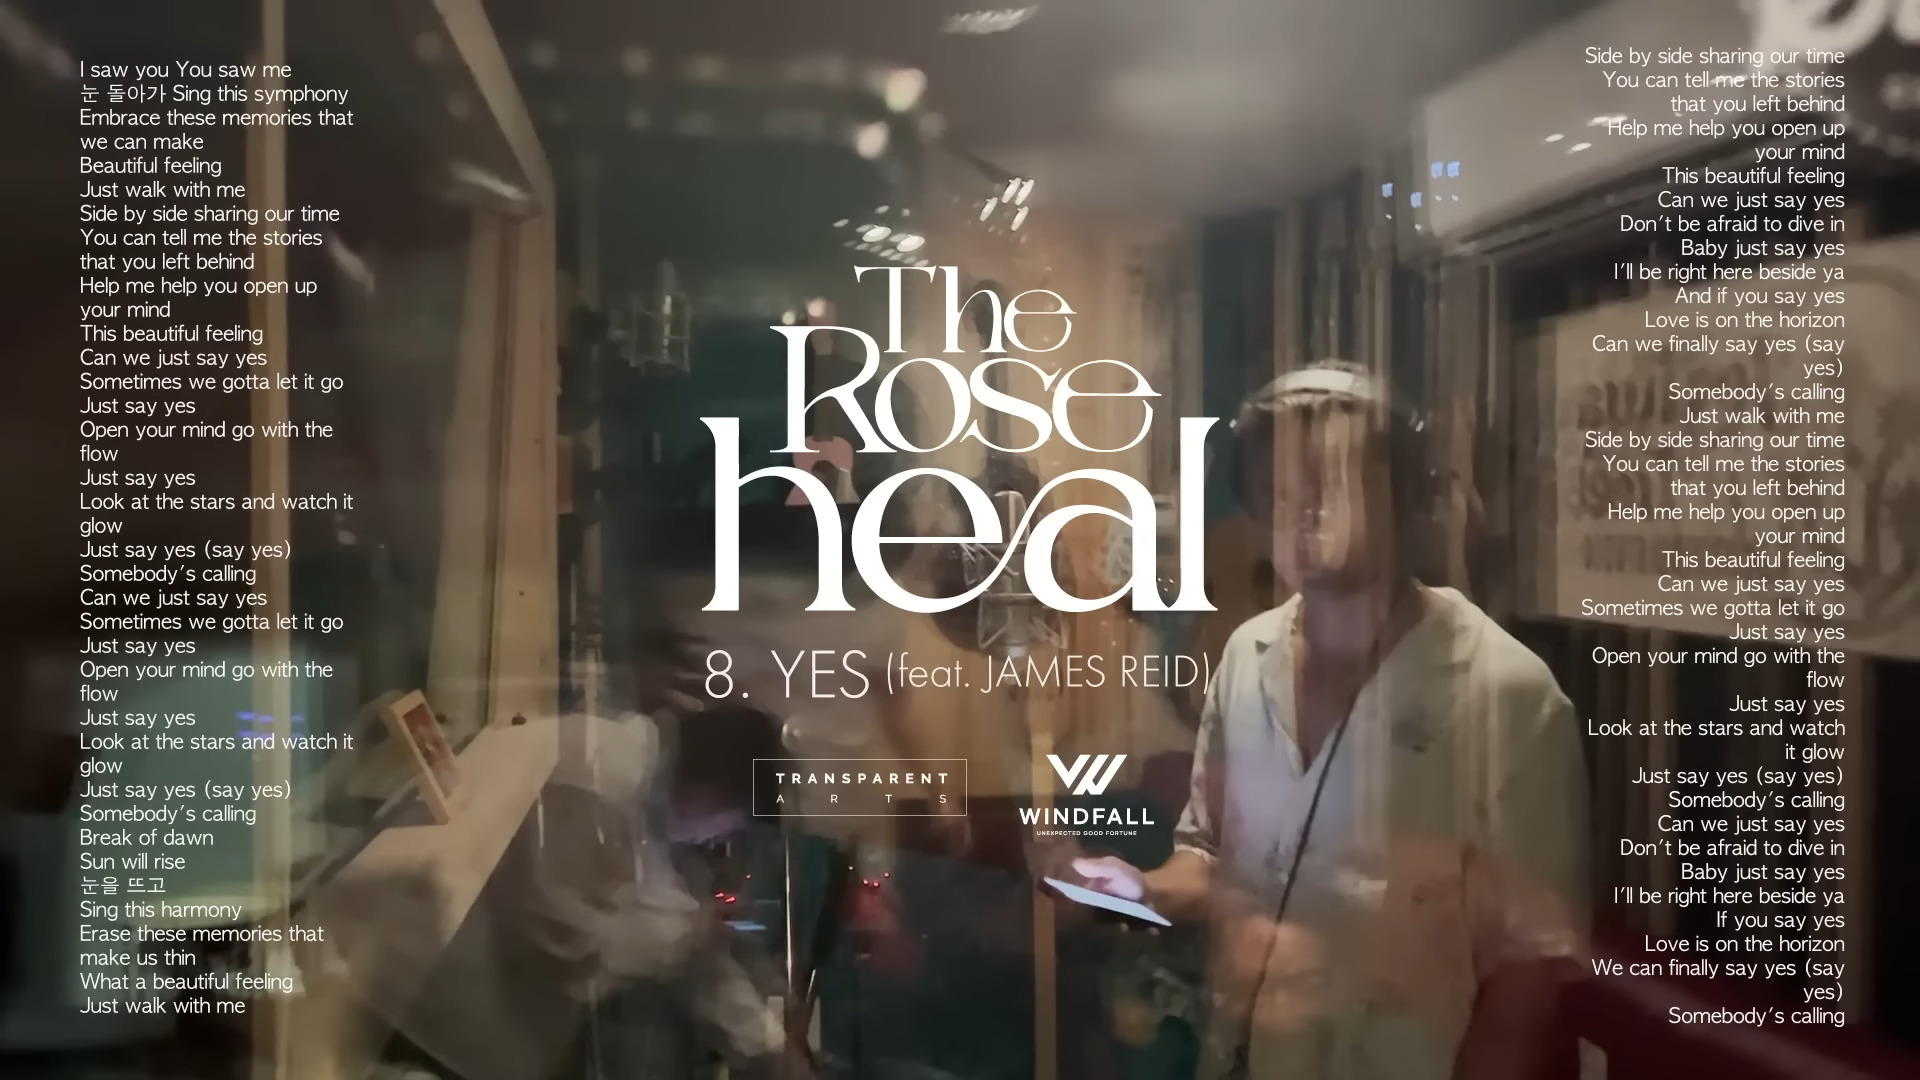 I saw you You saw me
눈 돌아가 Sing this symphony
Embrace these memories that
we can make
Beautiful feeling
Just walk with me
Side by side sharing our time
You can tell me the stories
that you left behind
Help me help you open up
your mind
This beautiful feeling
Can we just say yes
Sometimes we gotta let it go
Just say yes
Open your mind go with the
flow
Just say yes
Look at the stars and watch it
glow
Just say yes (say yes)
Somebody's calling
Can we just say yes
Sometimes we gotta let it go
Just say yes
Open your mind go with the
flow
Just say yes
Look at the stars and watch it
glow
Just say yes (say yes)
Somebody's calling
Break of dawn
Sun will rise
눈을 뜨고
Sing this harmony
Erase these memories that
make us thin
What a beautiful feeling
Just walk with me
The
Rose
heal
8. YES (feat. JAMES REID)
TRANSPARENT
ARTS
WINDFALL
UNEXPECTED GOOD FORTUNE
Side by side sharing our time
You can tell me the stories
that you left behind
Help me help you open up
your mind
This beautiful feeling
Can we just say yes
Don't be afraid to dive in
Baby just say yes
I'll be right here beside ya
And if you say yes
Love is on the horizon
Can we finally say yes (say
yes)
Somebody's calling
Just walk with me
Side by side sharing our time
You can tell me the stories
that you left behind
Help me help you open up
your mind
This beautiful feeling
Can we just say yes
Sometimes we gotta let it go
Just say yes
Open your mind go with the
flow
Just say yes
Look at the stars and watch
it glow
Just say yes (say yes)
Somebody's calling
Can we just say yes
Don't be afraid to dive in
Baby just say yes
I'll be right here beside ya
If you say yes
Love is on the horizon
We can finally say yes (say
yes)
Somebody's calling